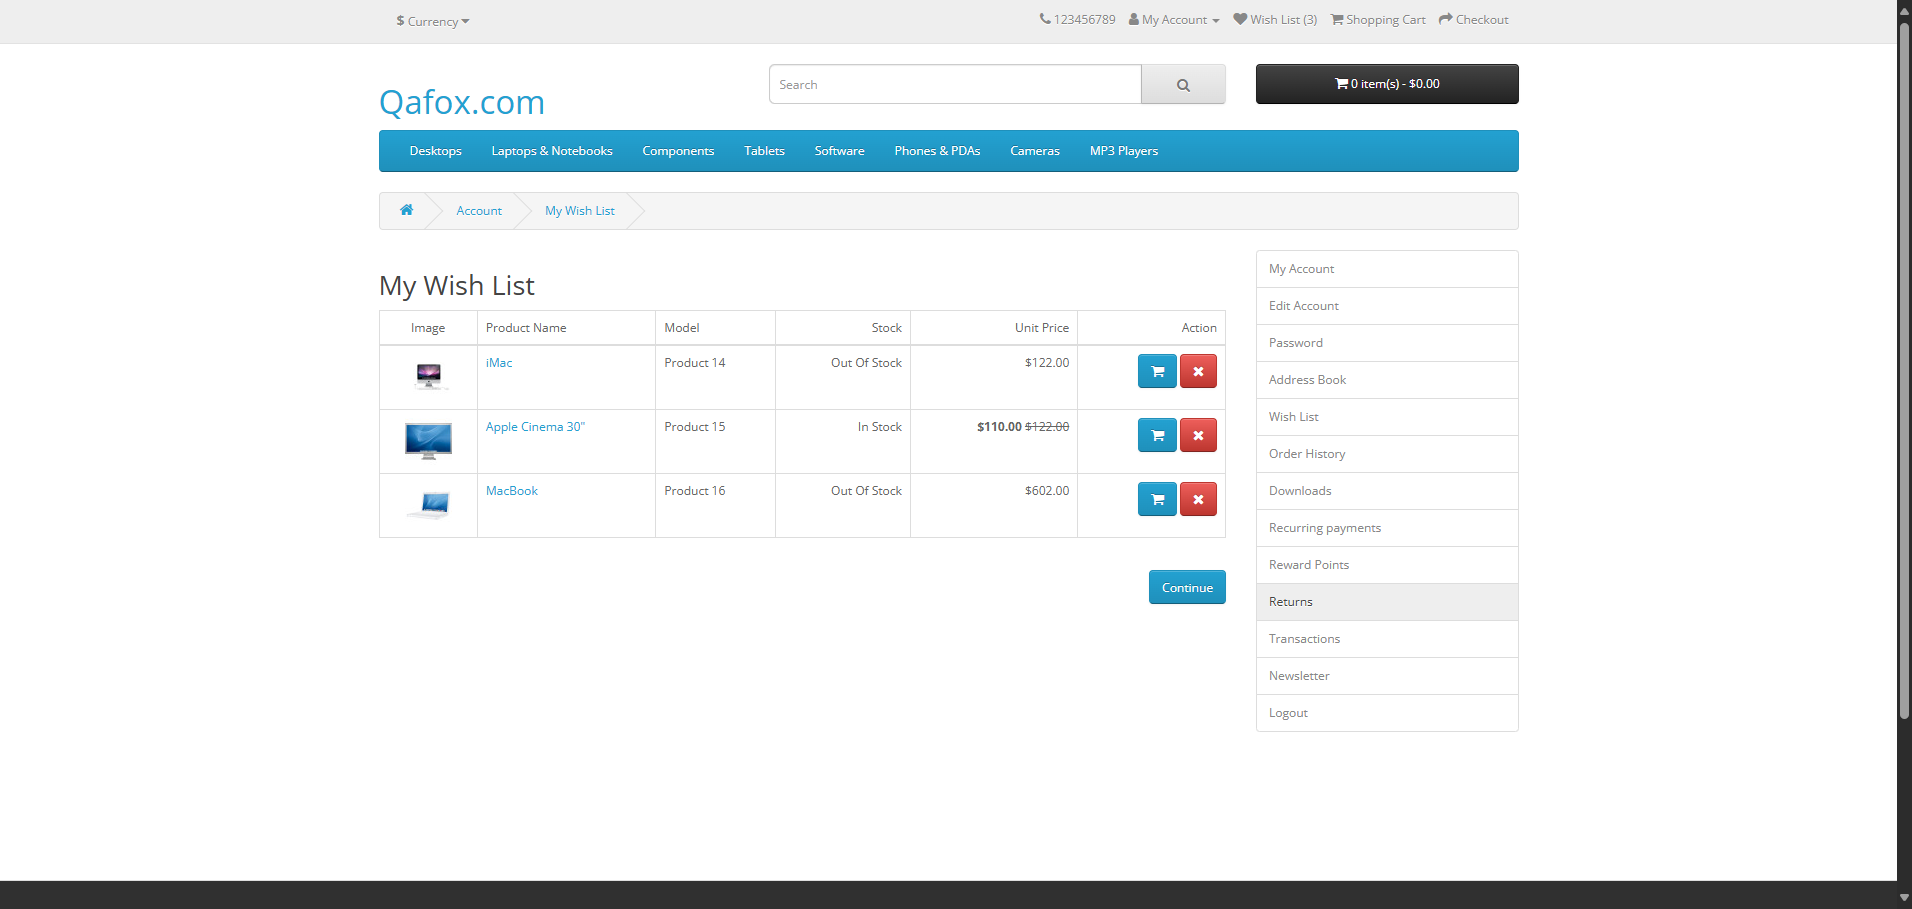 $ Currency
123456789 My Account Wish List (3) Shopping Cart Checkout
Qafox.com
Search
0 item(s) - $0.00
Desktops Laptops & Notebooks Components Tablets Software Phones & PDAs Cameras MP3 Players
Account My Wish List
My Wish List
Image Product Name Model Stock Unit Price Action
iMac Product 14 Out Of Stock $122.00
Apple Cinema 30" Product 15 In Stock $110.00 $122.00
MacBook Product 16 Out Of Stock $602.00
Continue
My Account
Edit Account
Password
Address Book
Wish List
Order History
Downloads
Recurring payments
Reward Points
Returns
Transactions
Newsletter
Logout